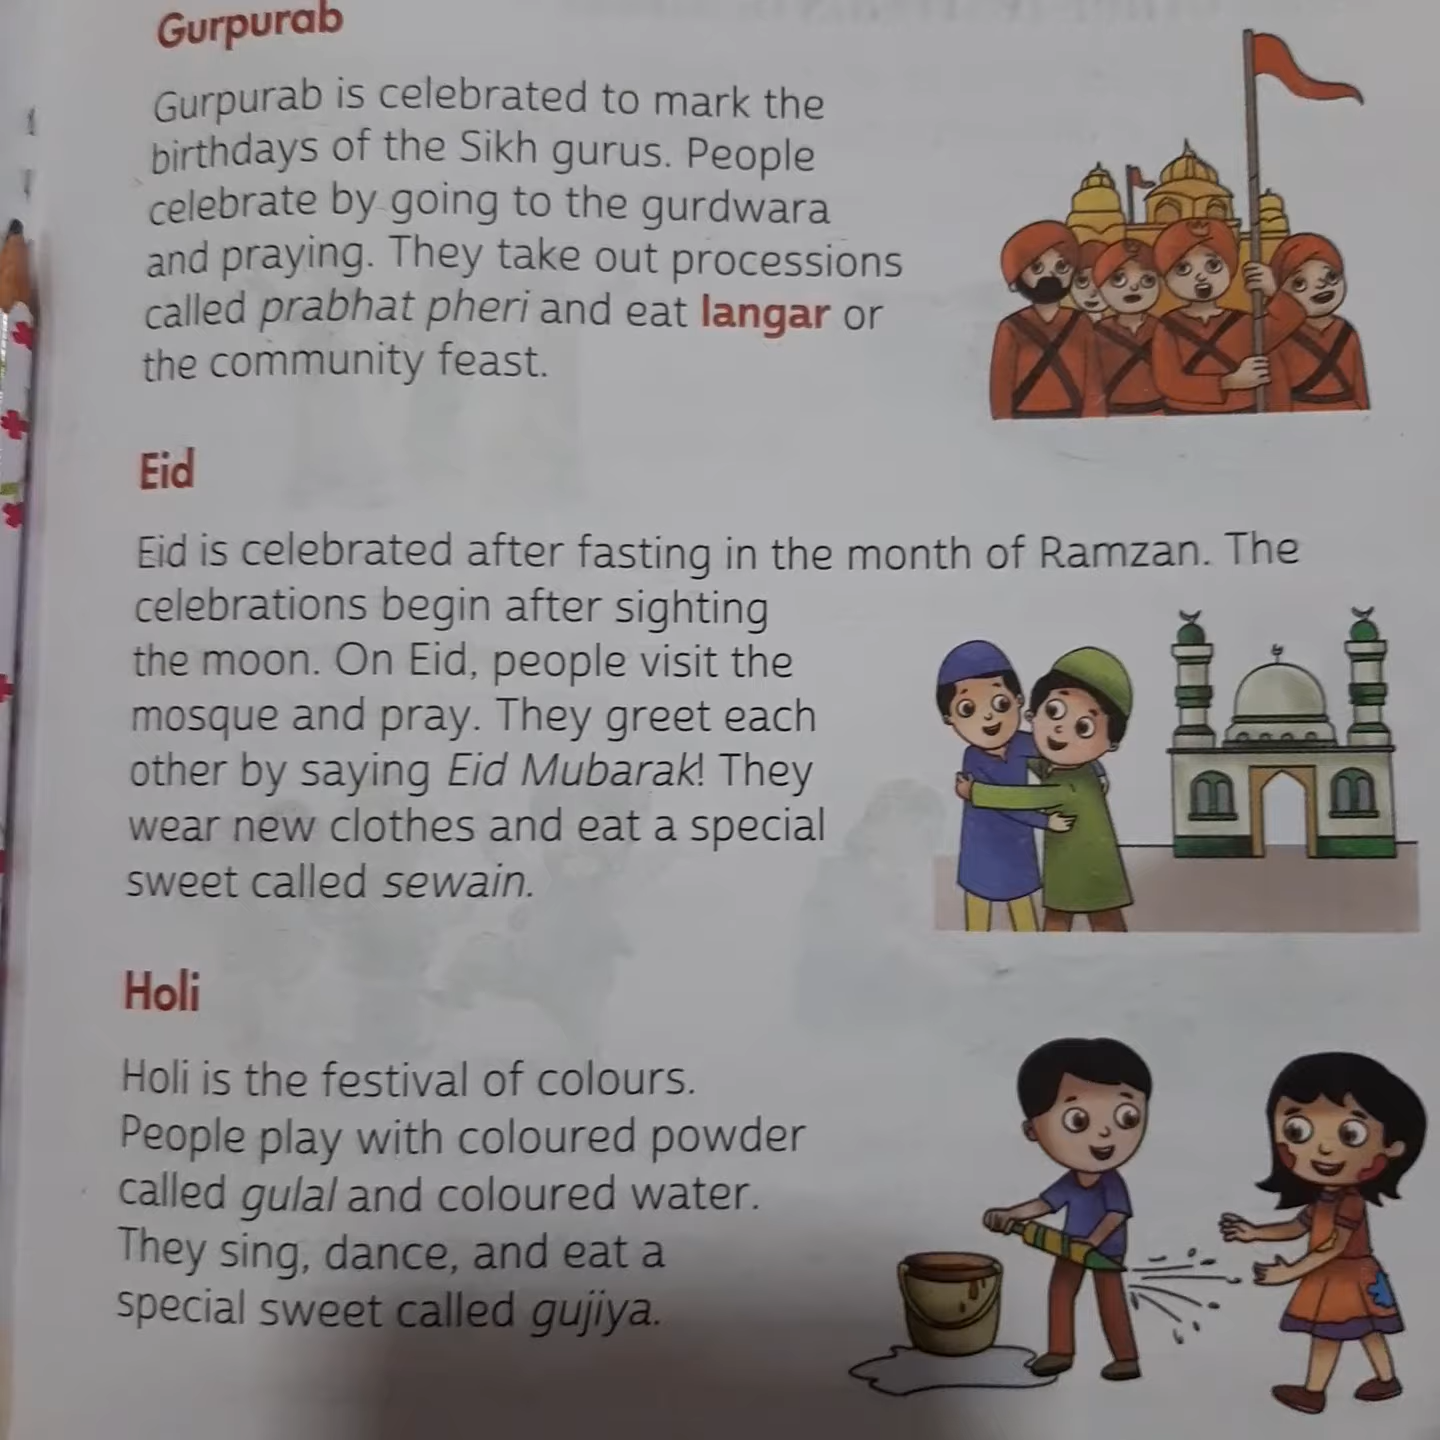 Gurpurab
Gurpurab is celebrated to mark the
birthdays of the Sikh gurus. People
celebrate by going to the gurdwara
and praying. They take out processions
called prabhat pheri and eat langar or
the community feast.
Eid
Eid is celebrated after fasting in the month of Ramzan. The
celebrations begin after sighting
the moon. On Eid, people visit the
mosque and pray. They greet each
other by saying Eid Mubarak! They
wear new clothes and eat a special
sweet called sewain.
Holi
Holi is the festival of colours.
People play with coloured powder
called gulal and coloured water.
They sing, dance, and eat a
special sweet called gujiya.